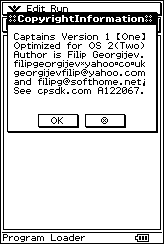 Edit Run
CopyrightInformation
Captains Version 1 [One]
Optimized for OS 2(Two)
Author is Filip Georgijev.
filipgeorgijev×yahoo×co×uk
georgijevfilip@yahoo.com
and filipg@softhome.net;
See cpsdk.com A122067.
OK
⊗
Program Loader